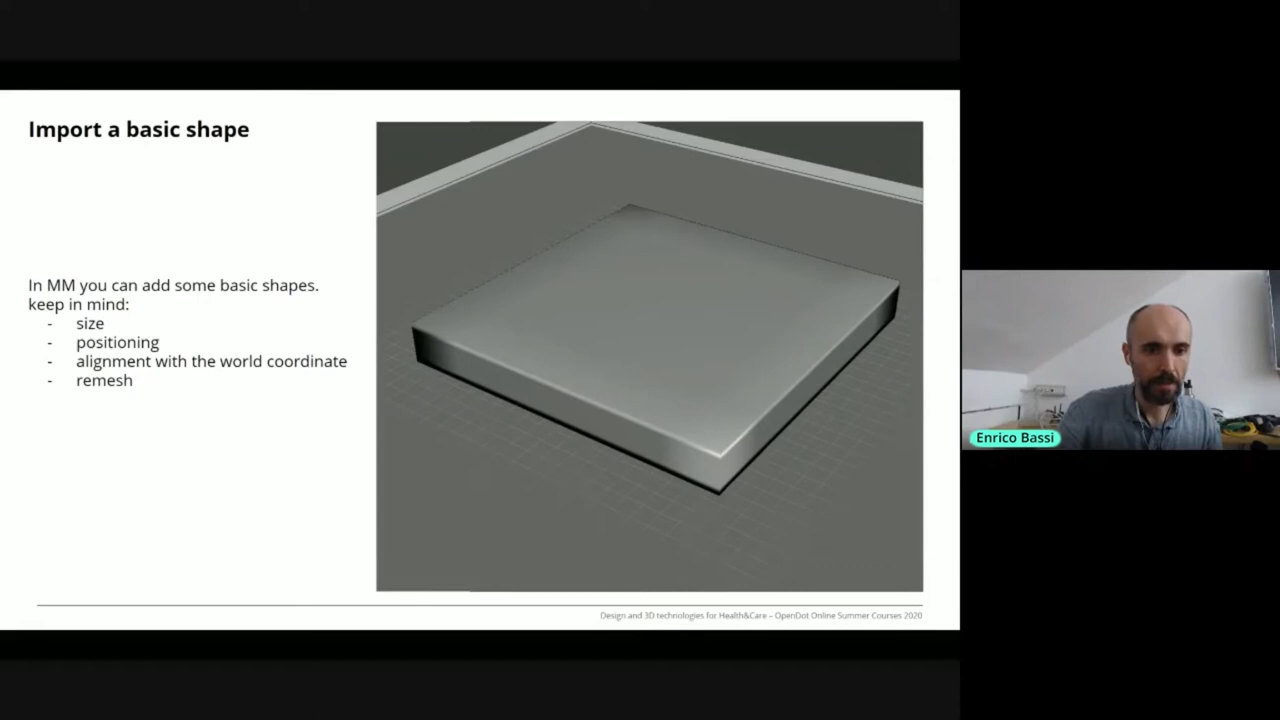 Import a basic shape
In MM you can add some basic shapes.
keep in mind:
- size
- positioning
- alignment with the world coordinate
- remesh
Design and 3D technologies for Health&Care – OpenDot Online Summer Courses 2020
Enrico Bassi